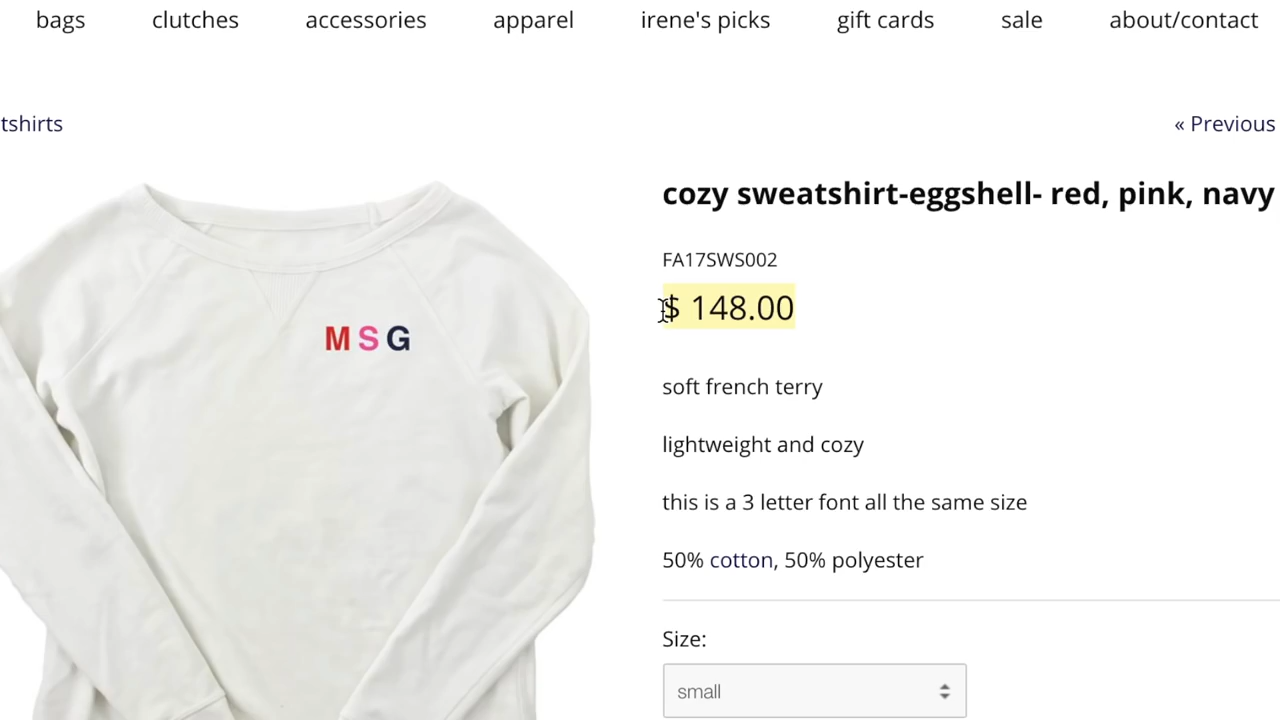 bags clutches accessories apparel irene's picks gift cards sale about/contact
tshirts « Previous
cozy sweatshirt-eggshell- red, pink, navy
FA17SWS002
$ 148.00
M S G
soft french terry
lightweight and cozy
this is a 3 letter font all the same size
50% cotton, 50% polyester
Size:
small